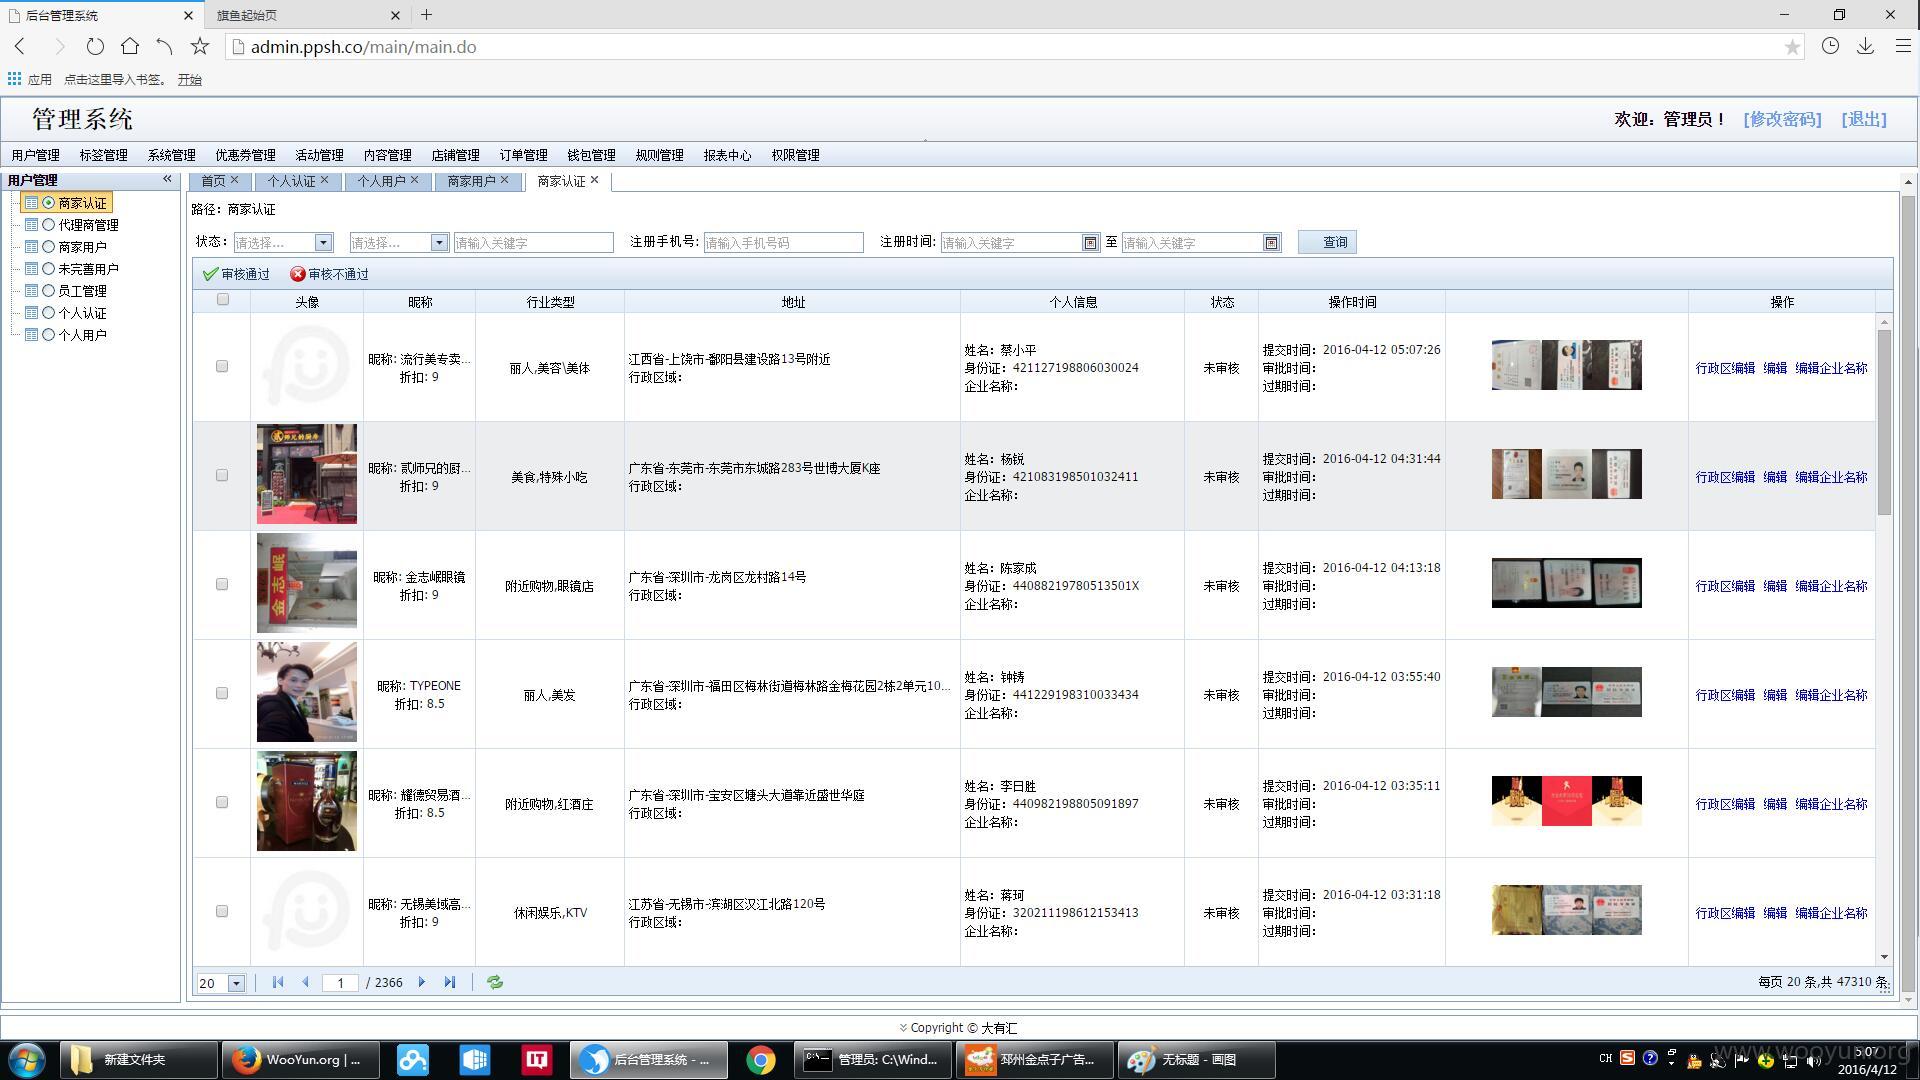 后台管理系统
旗鱼起始页
admin.ppsh.co/main/main.do
应用 点击这里导入书签。 开始
管理系统
欢迎：管理员！ [修改密码] [退出]
用户管理 标签管理 系统管理 优惠券管理 活动管理 内容管理 店铺管理 订单管理 钱包管理 规则管理 报表中心 权限管理
用户管理
商家认证
代理商管理
商家用户
未完善用户
员工管理
个人认证
个人用户
首页 个人认证 个人用户 商家用户 商家认证
路径：商家认证
状态： 请选择... 请选择... 请输入关键字 注册手机号: 请输入手机号码 注册时间: 请输入关键字 至 请输入关键字 查询
审核通过 审核不通过
头像 昵称 行业类型 地址 个人信息 状态 操作时间 操作
昵称: 流行美专卖...
折扣: 9
丽人,美容\美体
江西省-上饶市-鄱阳县建设路13号附近
行政区域：
姓名：蔡小平
身份证：421127198806030024
企业名称：
未审核
提交时间：2016-04-12 05:07:26
审批时间：
过期时间：
行政区编辑 编辑 编辑企业名称
昵称: 贰师兄的厨...
折扣: 9
美食,特殊小吃
广东省-东莞市-东莞市东城路283号世博大厦K座
行政区域：
姓名：杨锐
身份证：421083198501032411
企业名称：
未审核
提交时间：2016-04-12 04:31:44
审批时间：
过期时间：
行政区编辑 编辑 编辑企业名称
金志岷
昵称: 金志岷眼镜
折扣: 9
附近购物,眼镜店
广东省-深圳市-龙岗区龙村路14号
行政区域：
姓名：陈家成
身份证：44088219780513501X
企业名称：
未审核
提交时间：2016-04-12 04:13:18
审批时间：
过期时间：
行政区编辑 编辑 编辑企业名称
昵称: TYPEONE
折扣: 8.5
丽人,美发
广东省-深圳市-福田区梅林街道梅林路金梅花园2栋2单元10...
行政区域：
姓名：钟铸
身份证：441229198310033434
企业名称：
未审核
提交时间：2016-04-12 03:55:40
审批时间：
过期时间：
行政区编辑 编辑 编辑企业名称
昵称: 耀德贸易酒...
折扣: 8.5
附近购物,红酒庄
广东省-深圳市-宝安区塘头大道靠近盛世华庭
行政区域：
姓名：李日胜
身份证：440982198805091897
企业名称：
未审核
提交时间：2016-04-12 03:35:11
审批时间：
过期时间：
行政区编辑 编辑 编辑企业名称
昵称: 无锡美域高...
折扣: 9
休闲娱乐,KTV
江苏省-无锡市-滨湖区汉江北路120号
行政区域：
姓名：蒋珂
身份证：320211198612153413
企业名称：
未审核
提交时间：2016-04-12 03:31:18
审批时间：
过期时间：
行政区编辑 编辑 编辑企业名称
20 1 / 2366 每页 20 条,共 47310 条
Copyright © 大有汇
新建文件夹 WooYun.org | ... 后台管理系统 - ... 管理员: C:\Wind... 邳州金点子广告... 无标题 - 画图
CH
5:07
2016/4/12
www.wooyun.org